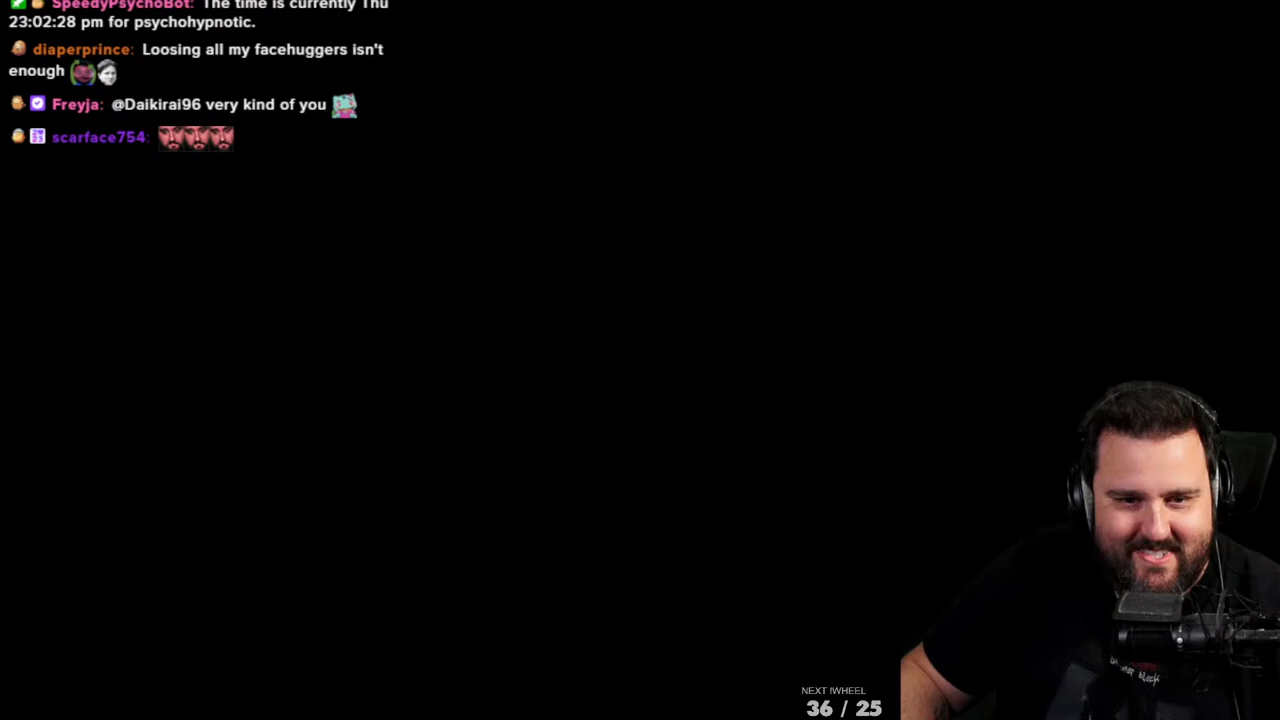 SpeedyPsychoBot: The time is currently Thu
23:02:28 pm for psychohypnotic.
diaperprince: Loosing all my facehuggers isn't
enough
Freyja: @Daikirai96 very kind of you
scarface754:
black
NEXT !WHEEL
36 / 25